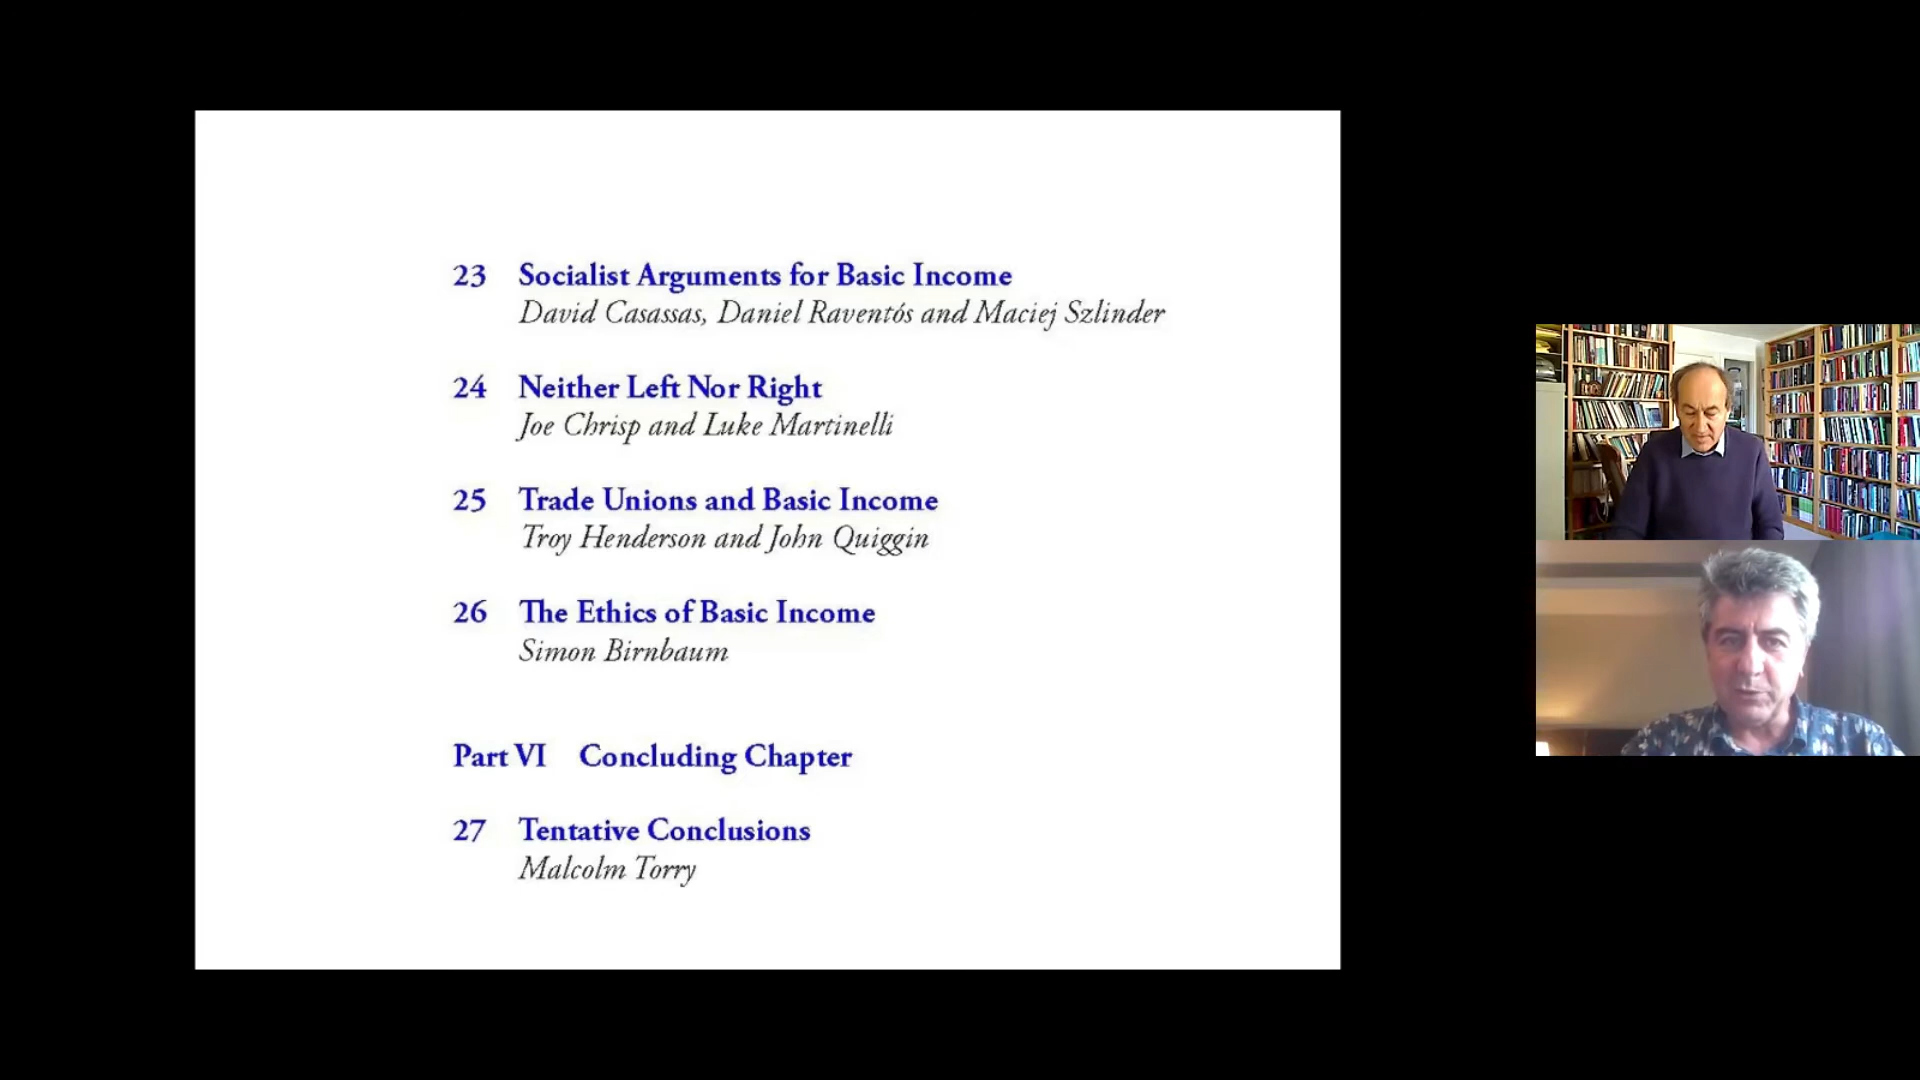 23 Socialist Arguments for Basic Income
David Casassas, Daniel Raventós and Maciej Szlinder
24 Neither Left Nor Right
Joe Chrisp and Luke Martinelli
25 Trade Unions and Basic Income
Troy Henderson and John Quiggin
26 The Ethics of Basic Income
Simon Birnbaum
Part VI Concluding Chapter
27 Tentative Conclusions
Malcolm Torry